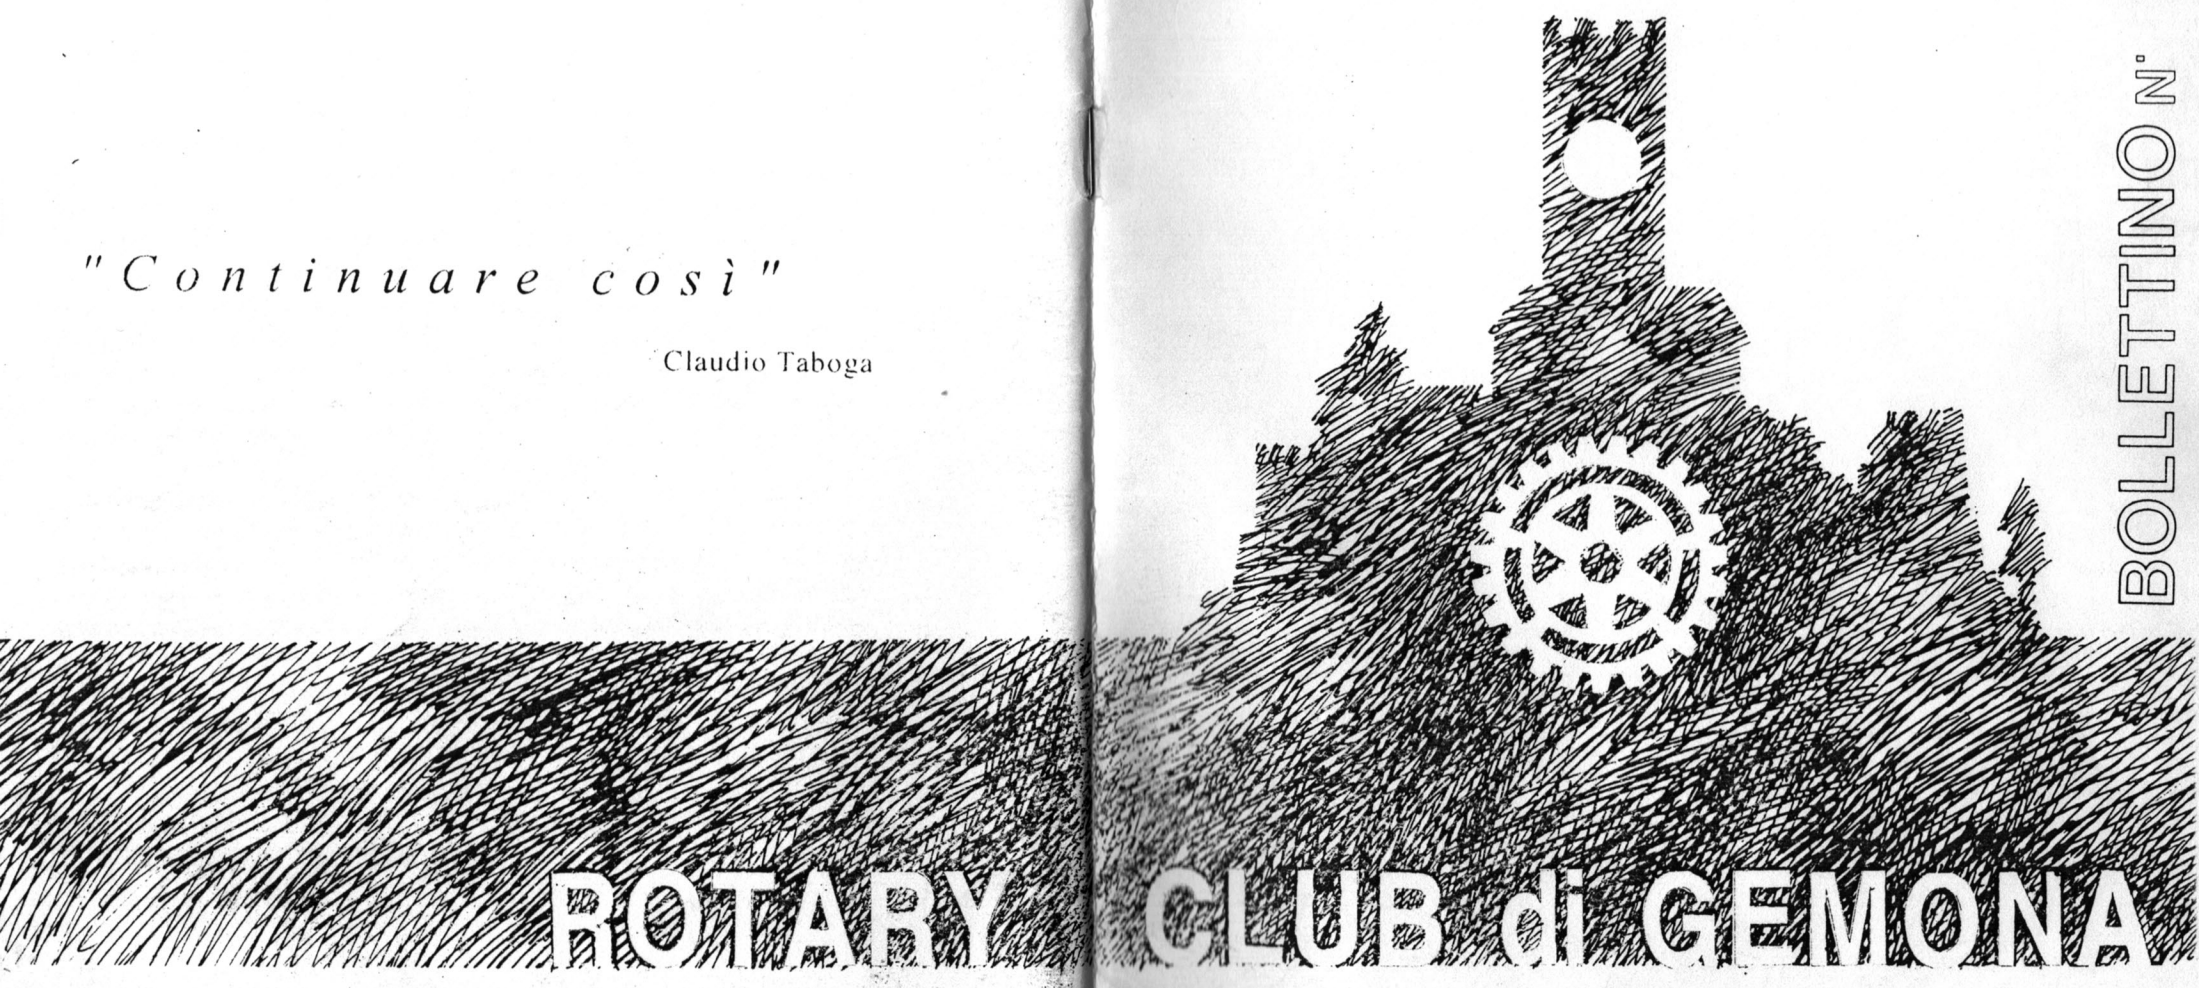 "Continuare così"
Claudio Taboga
BOLLETTINO N°
ROTARY CLUB di GEMONA